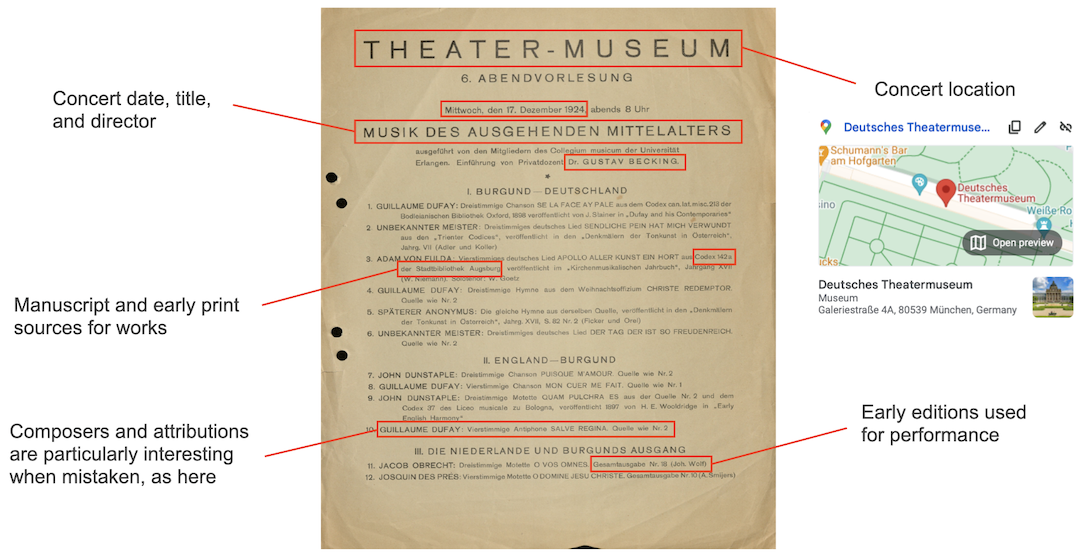 Concert date, title,
and director
Manuscript and early print
sources for works
Composers and attributions
are particularly interesting
when mistaken, as here
THEATER-MUSEUM
6. ABENDVORLESUNG
Mittwoch, den 17. Dezember 1924, abends 8 Uhr
MUSIK DES AUSGEHENDEN MITTELALTERS
ausgeführt von den Mitgliedern des Collegium musicum der Universität
Erlangen. Einführung von Privatdozent Dr. GUSTAV BECKING.
*
I. BURGUND—DEUTSCHLAND
1. GUILLAUME DUFAY: Dreistimmige Chanson SE LA FACE AY PALE aus dem Codex can. lat. misc. 213 der
Bodleianischen Bibliothek Oxford, 1898 veröffentlicht von J. Stainer in „Dufay and his Contemporaries"
2. UNBEKANNTER MEISTER: Dreistimmiges deutsches Lied SENDLICHE PEIN HAT MICH VERWUNDT
aus den „Trienter Codices", veröffentlicht in den „Denkmälern der Tonkunst in Österreich",
Jahrg. VII (Adler und Koller)
3. ADAM VON FULDA: Vierstimmiges deutsches Lied APOLLO ALLER KUNST EIN HORT aus Codex 142a
der Stadtbibliothek Augsburg veröffentlicht im „Kirchenmusikalischen Jahrbuch", Jahrgang XVII
(W. Niemann). W. Goetz
4. GUILLAUME DUFAY: Dreistimmige Hymne aus dem Weihnachtsoffizium CHRISTE REDEMPTOR.
Quelle wie Nr. 2
5. SPÄTERER ANONYMUS: Die gleiche Hymne aus derselben Quelle, veröffentlicht in den „Denkmälern
der Tonkunst in Österreich", Jahrg. XVII, S. 82 Nr. 2 (Ficker und Orel)
6. UNBEKANNTER MEISTER: Dreistimmiges deutsches Lied DER TAG DER IST SO FREUDENREICH.
Quelle wie Nr. 2
II. ENGLAND—BURGUND
7. JOHN DUNSTAPLE: Dreistimmige Chanson PUISQUE M'AMOUR. Quelle wie Nr. 2
8. GUILLAUME DUFAY: Vierstimmige Chanson MON CUER ME FAIT. Quelle wie Nr. 1
9. JOHN DUNSTAPLE: Dreistimmige Motette QUAM PULCHRA ES aus der Quelle Nr. 2 und dem
Codex 37 des Liceo musicale zu Bologna, veröffentlicht 1897 von H. E. Wooldridge in „Early
English Harmony"
10. GUILLAUME DUFAY: Vierstimmige Antiphone SALVE REGINA. Quelle wie Nr. 2
III. DIE NIEDERLANDE UND BURGUNDS AUSGANG
11. JACOB OBRECHT: Dreistimmige Motette O VOS OMNES. Gesamtausgabe Nr. 18 (Joh. Wolf)
12. JOSQUIN DES PRÉS: Vierstimmige Motette O DOMINE JESU CHRISTE. Gesamtausgabe Nr. 10 (A. Smijers)
Concert location
Deutsches Theatermuse...
Schumann's Bar
am Hofgarten
Deutsches
Theatermuseum
sino
Weiße Ro
Open preview
cks
Deutsches Theatermuseum
Museum
Galeriestraße 4A, 80539 München, Germany
Early editions used
for performance